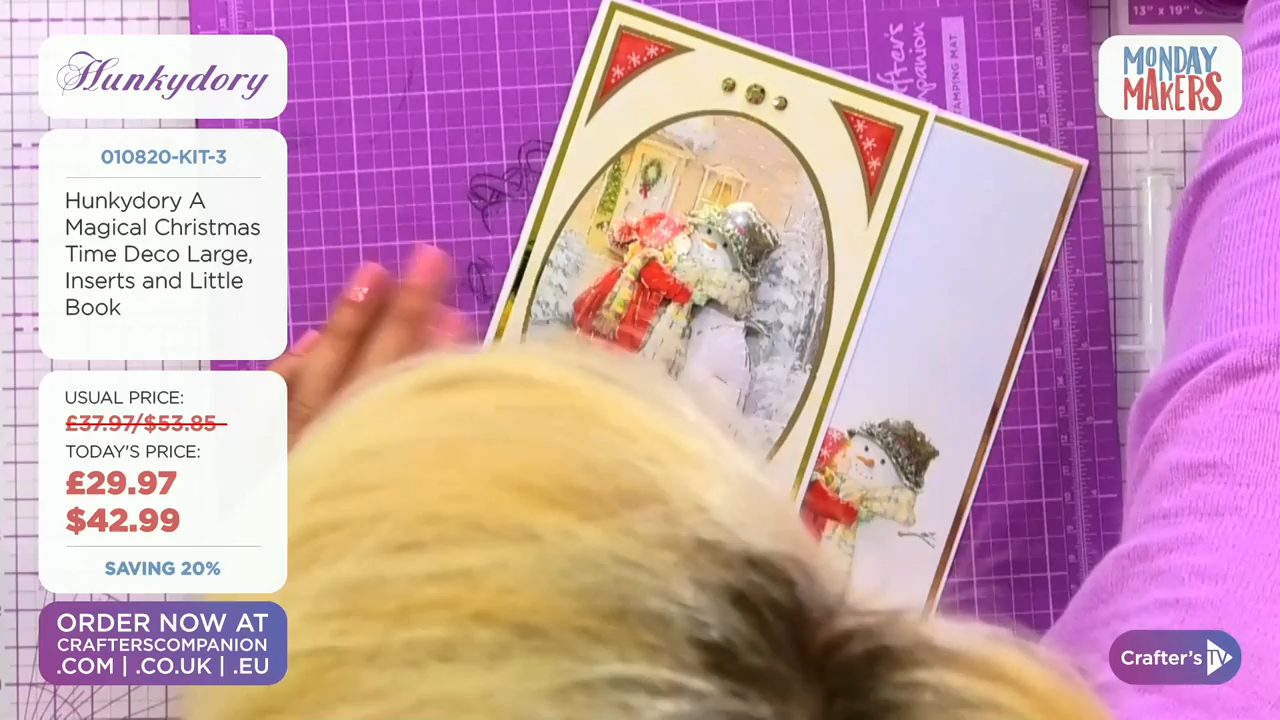 Hunkydory
010820-KIT-3
Hunkydory A
Magical Christmas
Time Deco Large,
Inserts and Little
Book
USUAL PRICE:
£37.97/$53.85
TODAY'S PRICE:
£29.97
$42.99
SAVING 20%
ORDER NOW AT
CRAFTERSCOMPANION
.COM | .CO.UK | .EU
MONDAY
MAKERS
STAMPING MAT
Crafter's TV